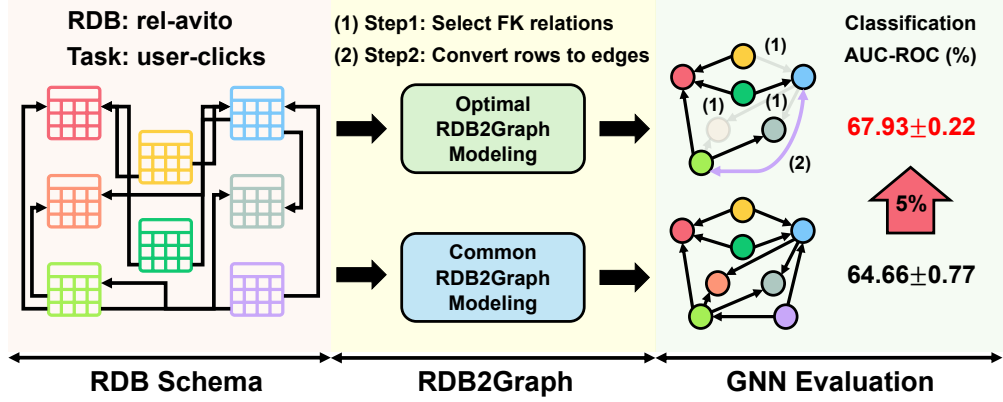 RDB: rel-avito
Task: user-clicks
(1) Step1: Select FK relations
(2) Step2: Convert rows to edges
Optimal
RDB2Graph
Modeling
Common
RDB2Graph
Modeling
(1)
(1)
(1)
(2)
Classification
AUC-ROC (%)
67.93±0.22
5%
64.66±0.77
RDB Schema
RDB2Graph
GNN Evaluation